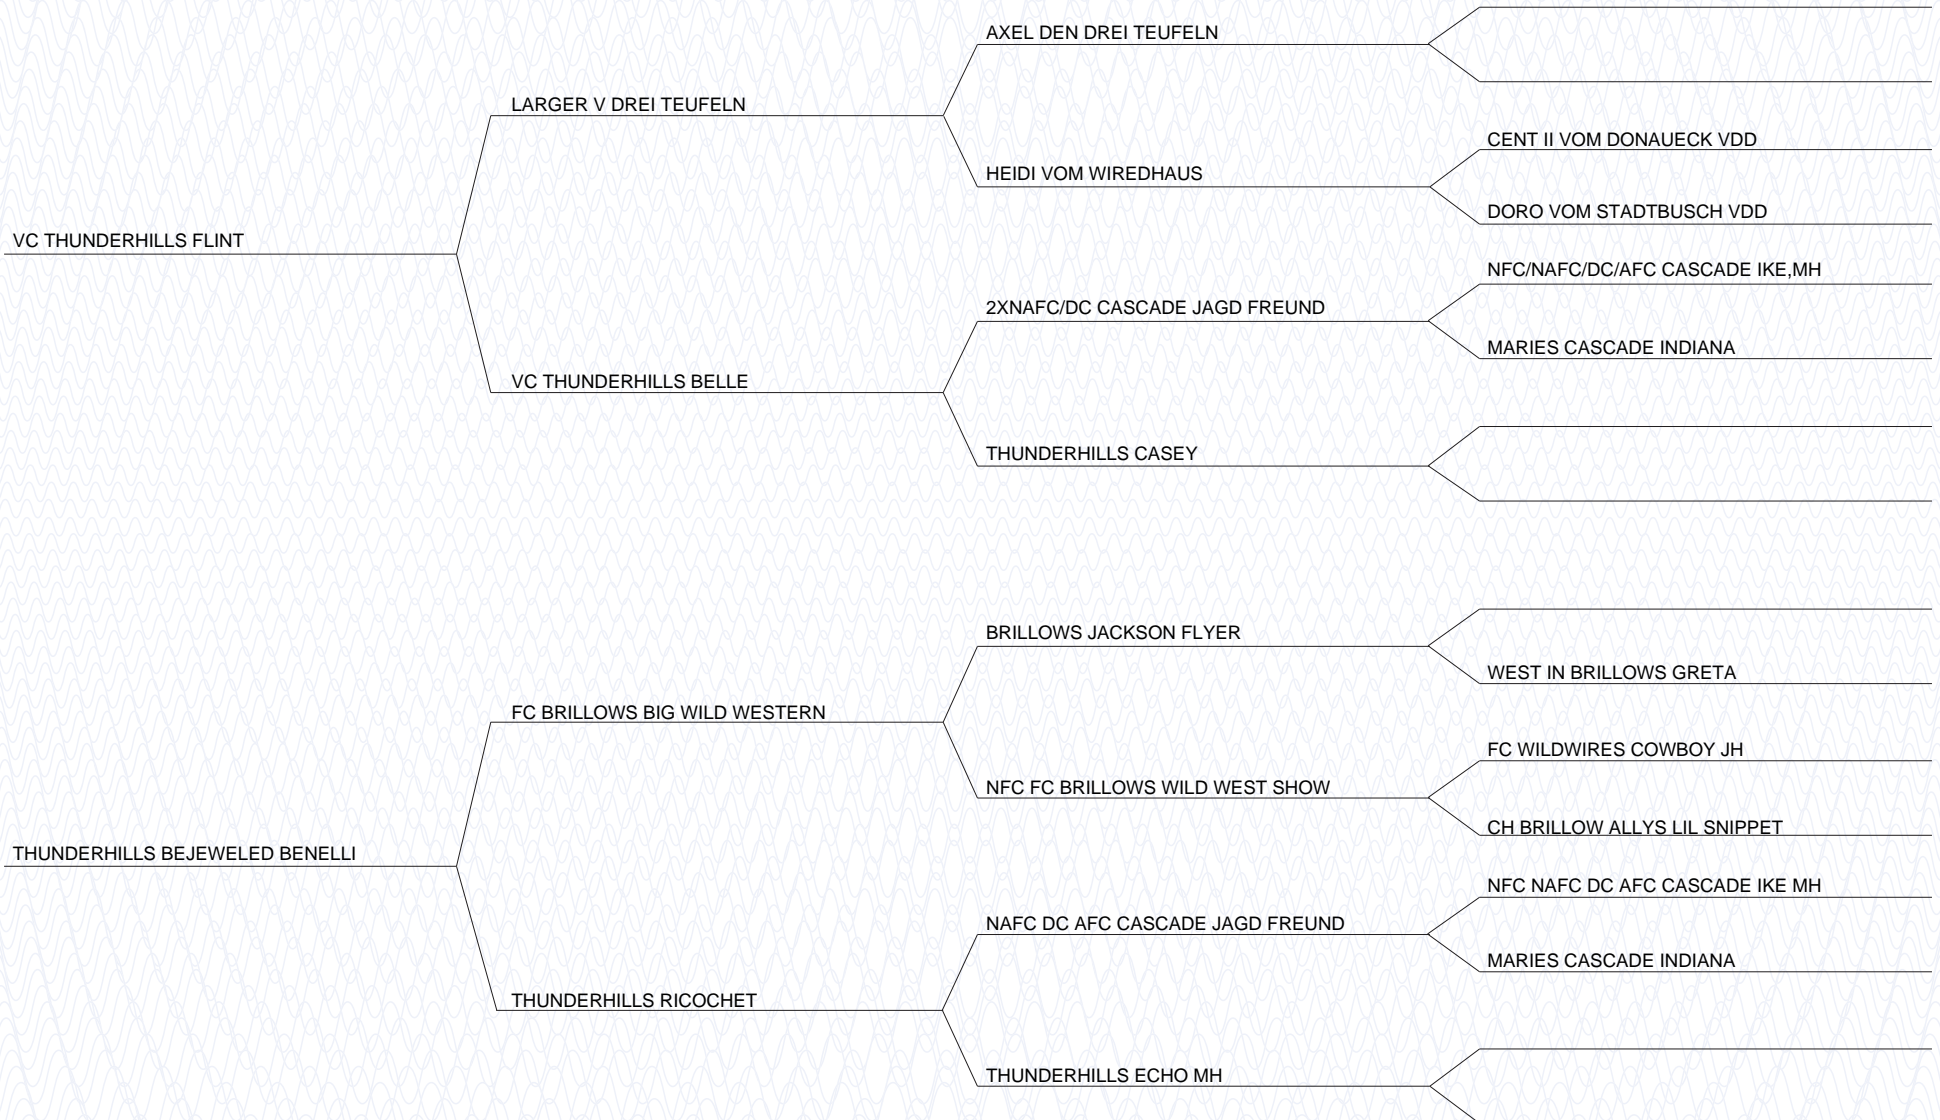 AXEL DEN DREI TEUFELN
LARGER V DREI TEUFELN
CENT II VOM DONAUECK VDD
HEIDI VOM WIREDHAUS
DORO VOM STADTBUSCH VDD
VC THUNDERHILLS FLINT
NFC/NAFC/DC/AFC CASCADE IKE,MH
2XNAFC/DC CASCADE JAGD FREUND
MARIES CASCADE INDIANA
VC THUNDERHILLS BELLE
THUNDERHILLS CASEY
BRILLOWS JACKSON FLYER
WEST IN BRILLOWS GRETA
FC BRILLOWS BIG WILD WESTERN
FC WILDWIRES COWBOY JH
NFC FC BRILLOWS WILD WEST SHOW
CH BRILLOW ALLYS LIL SNIPPET
THUNDERHILLS BEJEWELED BENELLI
NFC NAFC DC AFC CASCADE IKE MH
NAFC DC AFC CASCADE JAGD FREUND
MARIES CASCADE INDIANA
THUNDERHILLS RICOCHET
THUNDERHILLS ECHO MH